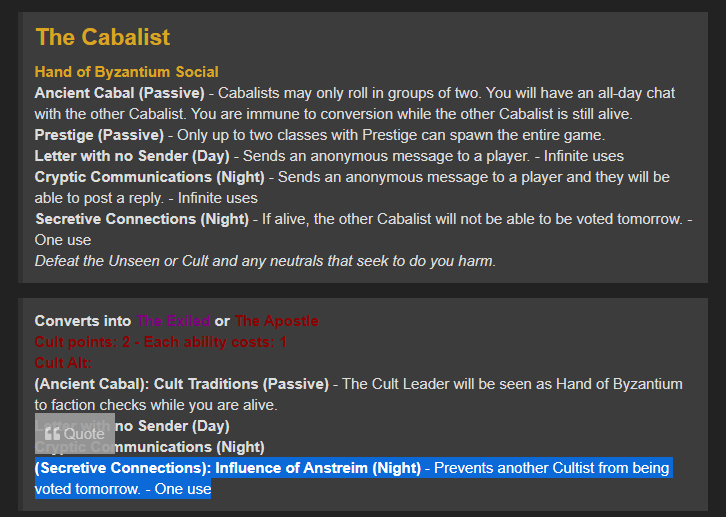 The Cabalist
Hand of Byzantium Social
Ancient Cabal (Passive) - Cabalists may only roll in groups of two. You will have an all-day chat
with the other Cabalist. You are immune to conversion while the other Cabalist is still alive.
Prestige (Passive) - Only up to two classes with Prestige can spawn the entire game.
Letter with no Sender (Day) - Sends an anonymous message to a player. - Infinite uses
Cryptic Communications (Night) - Sends an anonymous message to a player and they will be
able to post a reply. - Infinite uses
Secretive Connections (Night) - If alive, the other Cabalist will not be able to be voted tomorrow. -
One use
Defeat the Unseen or Cult and any neutrals that seek to do you harm.
Converts into The Exiled or The Apostle
Cult points: 2 - Each ability costs: 1
Cult Alt:
(Ancient Cabal): Cult Traditions (Passive) - The Cult Leader will be seen as Hand of Byzantium
to faction checks while you are alive.
Quote
Letter with no Sender (Day)
Cryptic Communications (Night)
(Secretive Connections): Influence of Anstreim (Night) - Prevents another Cultist from being
voted tomorrow. - One use